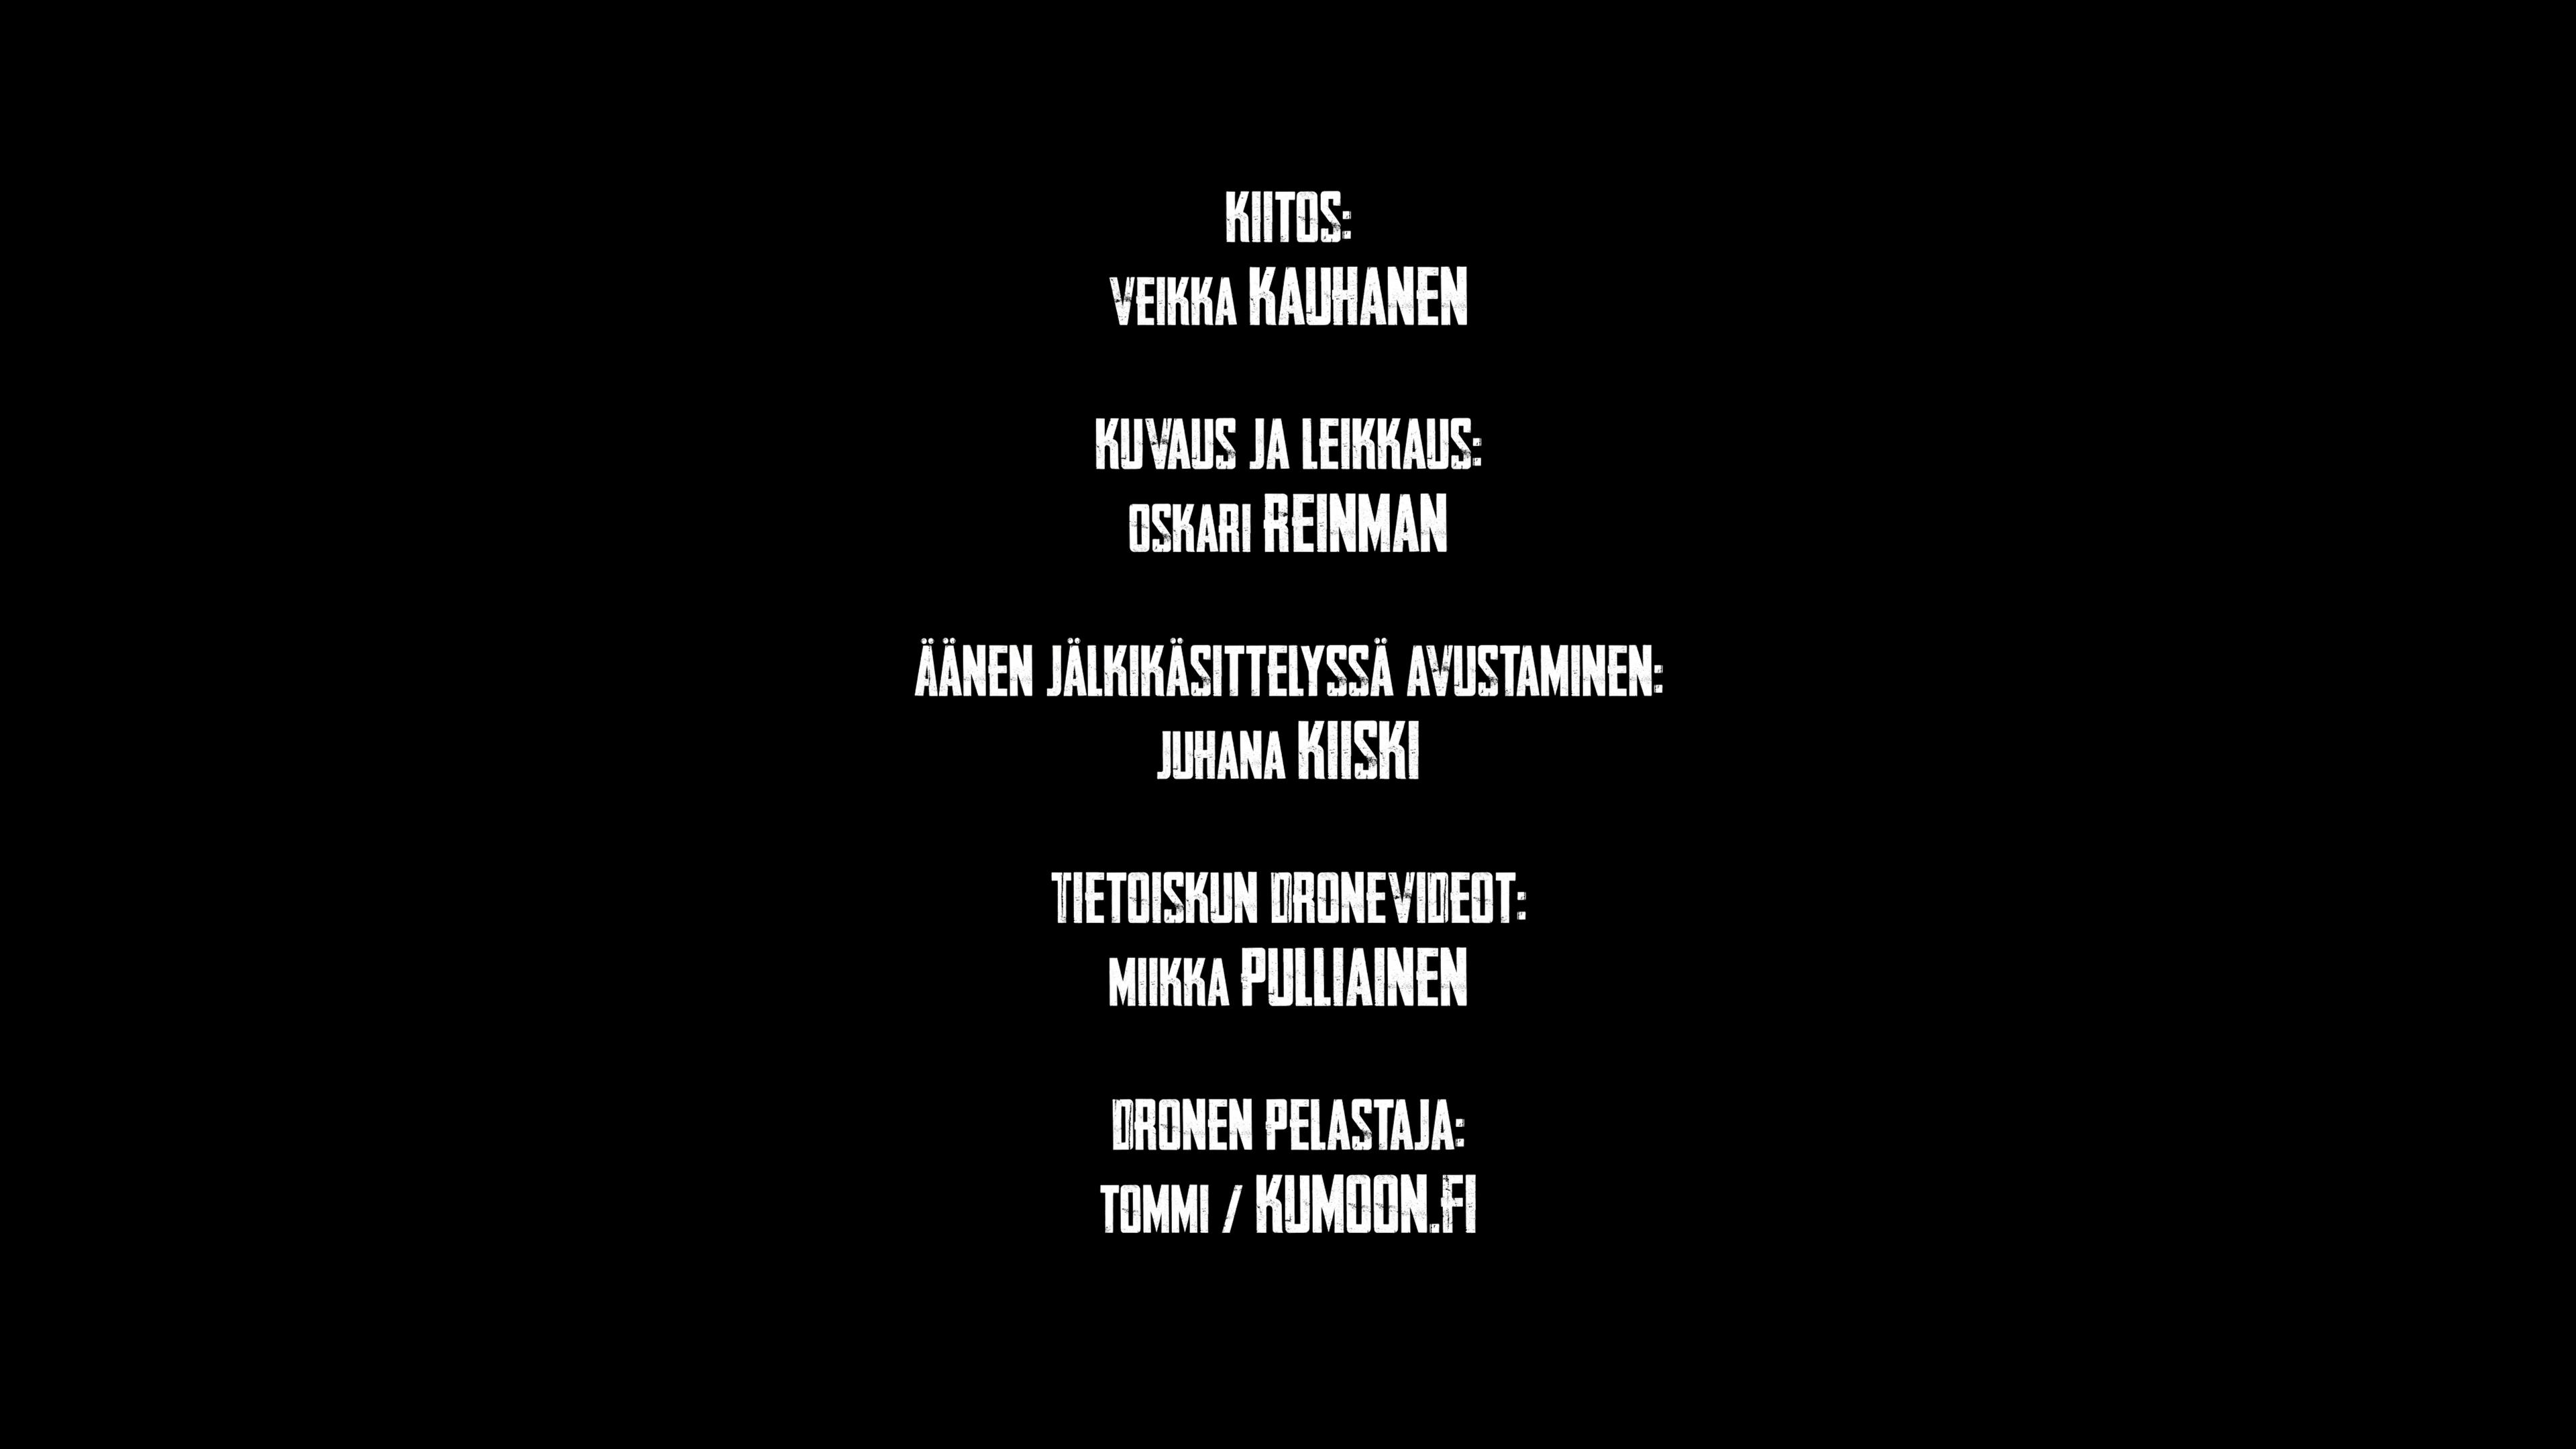 KIITOS:
VEIKKA KAUHANEN
KUVAUS JA LEIKKAUS:
OSKARI REINMAN
ÄÄNEN JÄLKIKÄSITTELYSSÄ AVUSTAMINEN:
JUHANA KIISKI
TIETOISKUN DRONEVIDEOT:
MIIKKA PULLIAINEN
DRONEN PELASTAJA:
TOMMI / KUMOON.FI